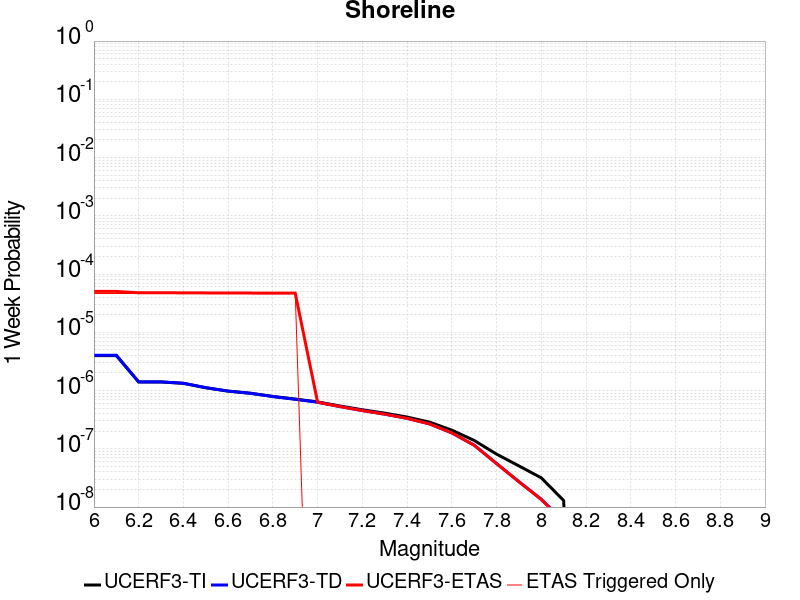 Shoreline
10^0
10^-1
10^-2
10^-3
10^-4
10^-5
10^-6
10^-7
10^-8
1 Week Probability
6 6.2 6.4 6.6 6.8 7 7.2 7.4 7.6 7.8 8 8.2 8.4 8.6 8.8 9
Magnitude
UCERF3-TI UCERF3-TD UCERF3-ETAS ETAS Triggered Only